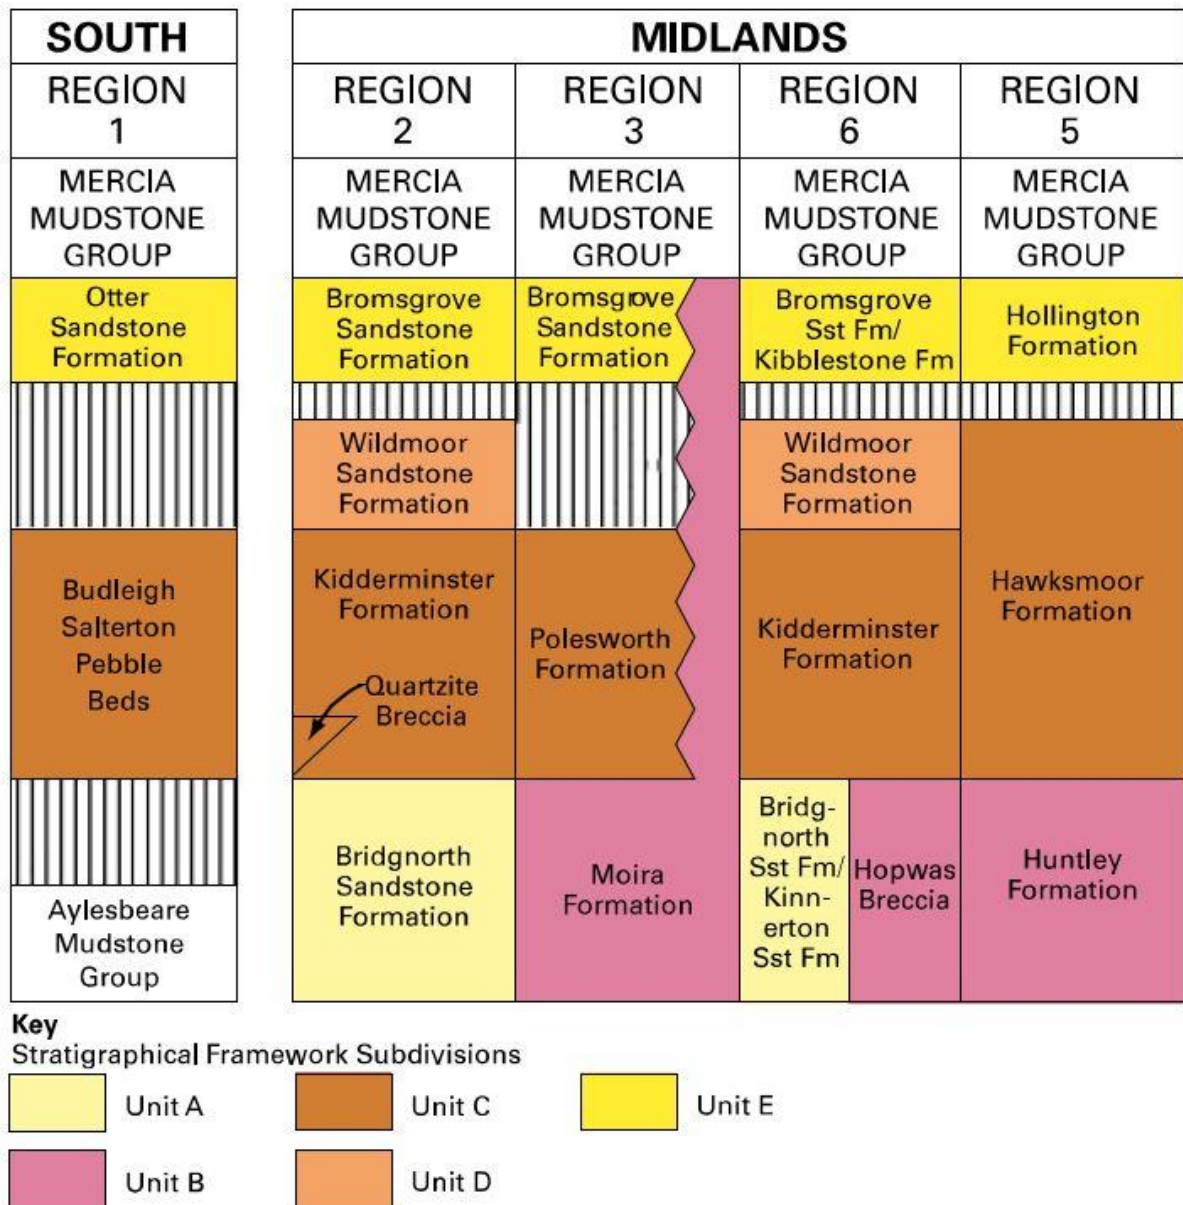 SOUTH
MIDLANDS
REGION
1
REGION
2
REGION
3
REGION
6
REGION
5
MERCIA
MUDSTONE
GROUP
MERCIA
MUDSTONE
GROUP
MERCIA
MUDSTONE
GROUP
MERCIA
MUDSTONE
GROUP
MERCIA
MUDSTONE
GROUP
Otter
Sandstone
Formation
Bromsgrove
Sandstone
Formation
Bromsgrove
Sandstone
Formation
Bromsgrove
Sst Fm/
Kibblestone Fm
Hollington
Formation
Wildmoor
Sandstone
Formation
Wildmoor
Sandstone
Formation
Budleigh
Salterton
Pebble
Beds
Kidderminster
Formation
Quartzite
Breccia
Polesworth
Formation
Kidderminster
Formation
Hawksmoor
Formation
Aylesbeare
Mudstone
Group
Bridgnorth
Sandstone
Formation
Moira
Formation
Bridg-
north
Sst Fm/
Kinn-
erton
Sst Fm
Hopwas
Breccia
Huntley
Formation
Key
Stratigraphical Framework Subdivisions
Unit A
Unit C
Unit E
Unit B
Unit D